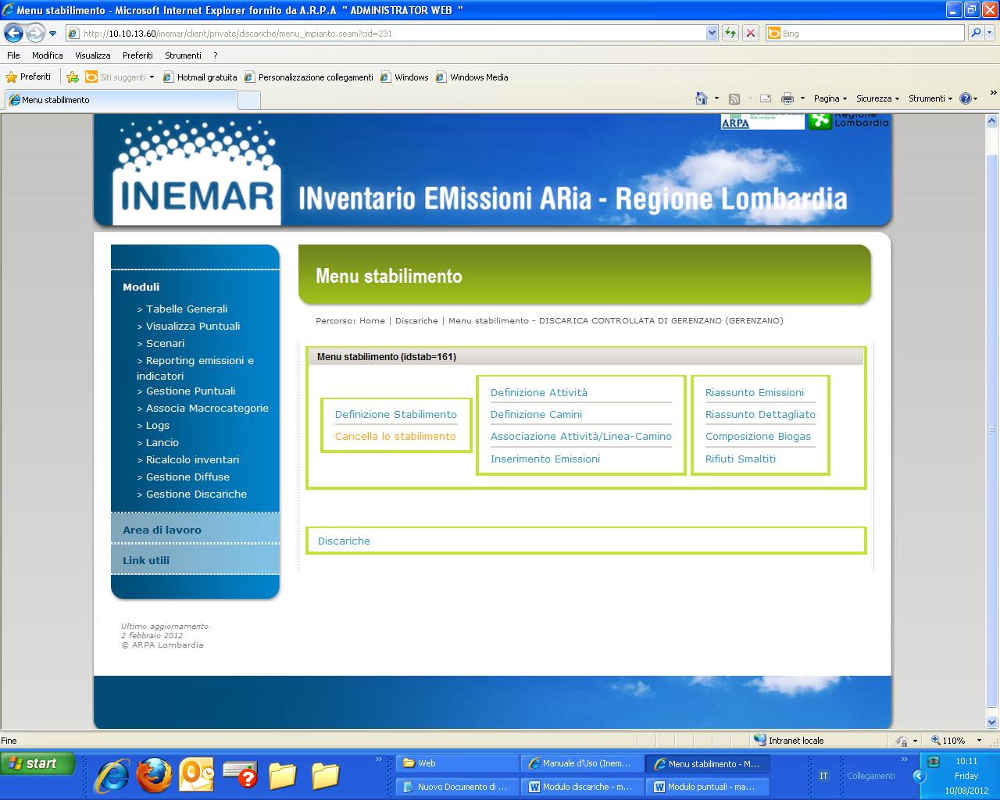 Menu stabilimento - Microsoft Internet Explorer fornito da A.R.P.A " ADMINISTRATOR WEB "
http://10.10.13.60/inemar/client/private/discariche/menu_impianto.seam?cid=231
Bing
File Modifica Visualizza Preferiti Strumenti ?
Preferiti Siti suggeriti Hotmail gratuita Personalizzazione collegamenti Windows Windows Media
Menu stabilimento
Pagina Sicurezza Strumenti
ARPA
Lombardia
INEMAR
INventario EMissioni ARia - Regione Lombardia
Menu stabilimento
Percorso: Home | Discariche | Menu stabilimento - DISCARICA CONTROLLATA DI GERENZANO (GERENZANO)
Moduli
> Tabelle Generali
> Visualizza Puntuali
> Scenari
> Reporting emissioni e
indicatori
> Gestione Puntuali
> Associa Macrocategorie
> Logs
> Lancio
> Ricalcolo inventari
> Gestione Diffuse
> Gestione Discariche
Area di lavoro
Link utili
Ultimo aggiornamento
2 febbraio 2012
© ARPA Lombardia
Menu stabilimento (idstab=161)
Definizione Stabilimento
Cancella lo stabilimento
Definizione Attività
Definizione Camini
Associazione Attività/Linea-Camino
Inserimento Emissioni
Riassunto Emissioni
Riassunto Dettagliato
Composizione Biogas
Rifiuti Smaltiti
Discariche
Fine
Intranet locale
110%
start
Web
Manuale d'Uso (Inem...
Menu stabilimento - M...
Nuovo Documento di ...
Modulo discariche - m...
Modulo puntuali - ma...
IT
Collegamenti
10:11
Friday
10/08/2012